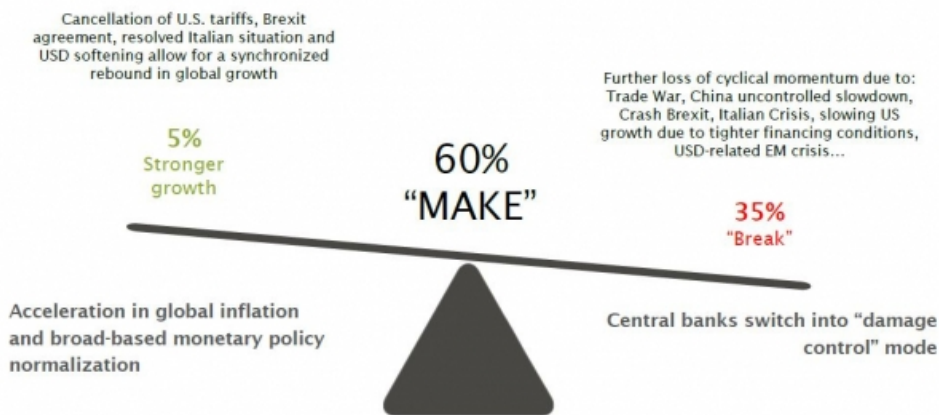 Cancellation of U.S. tariffs, Brexit
agreement, resolved Italian situation and
USD softening allow for a synchronized
rebound in global growth
5%
Stronger
growth
60%
“MAKE”
Further loss of cyclical momentum due to:
Trade War, China uncontrolled slowdown,
Crash Brexit, Italian Crisis, slowing US
growth due to tighter financing conditions,
USD-related EM crisis...
35%
“Break”
Acceleration in global inflation
and broad-based monetary policy
normalization
Central banks switch into “damage
control” mode